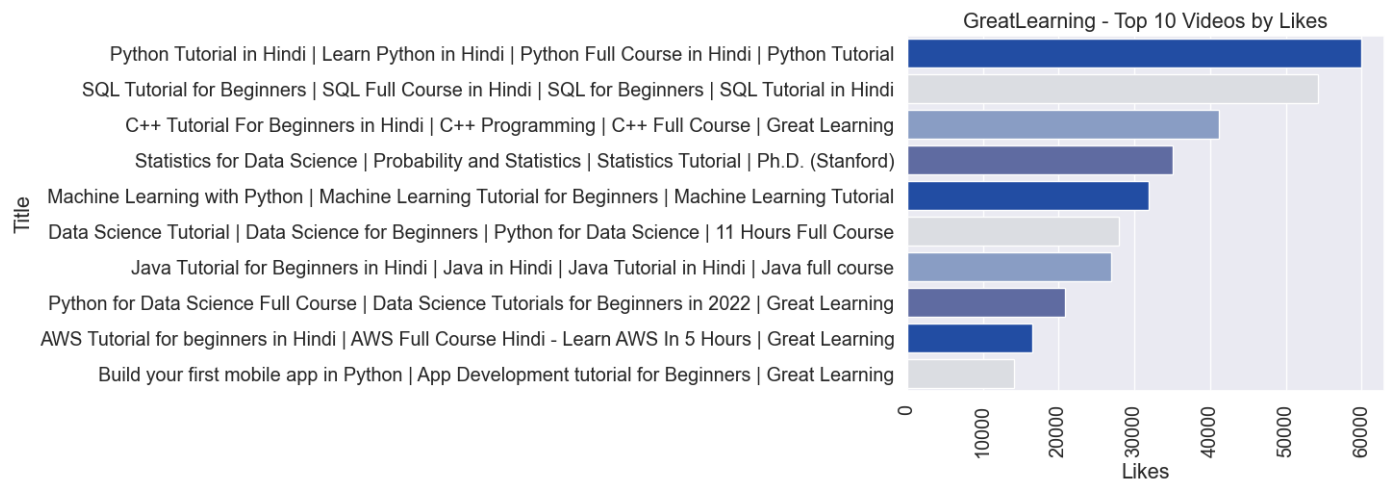 GreatLearning - Top 10 Videos by Likes
Python Tutorial in Hindi | Learn Python in Hindi | Python Full Course in Hindi | Python Tutorial
SQL Tutorial for Beginners | SQL Full Course in Hindi | SQL for Beginners | SQL Tutorial in Hindi
C++ Tutorial For Beginners in Hindi | C++ Programming | C++ Full Course | Great Learning
Statistics for Data Science | Probability and Statistics | Statistics Tutorial | Ph.D. (Stanford)
Machine Learning with Python | Machine Learning Tutorial for Beginners | Machine Learning Tutorial
Data Science Tutorial | Data Science for Beginners | Python for Data Science | 11 Hours Full Course
Java Tutorial for Beginners in Hindi | Java in Hindi | Java Tutorial in Hindi | Java full course
Python for Data Science Full Course | Data Science Tutorials for Beginners in 2022 | Great Learning
AWS Tutorial for beginners in Hindi | AWS Full Course Hindi - Learn AWS In 5 Hours | Great Learning
Build your first mobile app in Python | App Development tutorial for Beginners | Great Learning
Title
0
10000
20000
30000
40000
50000
60000
Likes